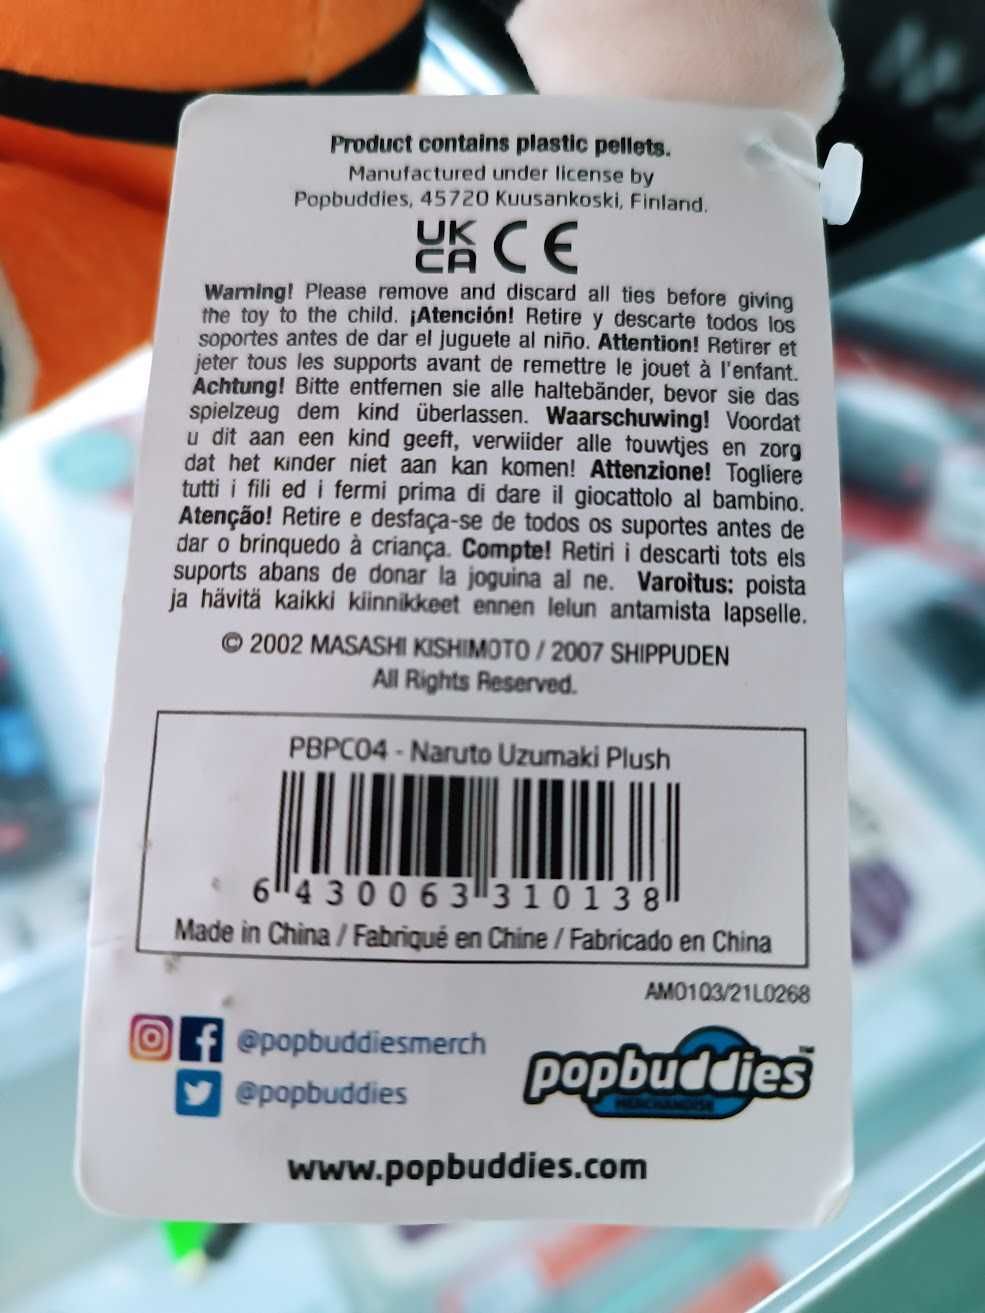 Product contains plastic pellets.
Manufactured under license by
Popbuddies, 45720 Kuusankoski, Finland.
UK
CA CE
Warning! Please remove and discard all ties before giving
the toy to the child. ¡Atención! Retire y descarte todos los
soportes antes de dar el juguete al niño. Attention! Retirer et
jeter tous les supports avant de remettre le jouet à l'enfant.
Achtung! Bitte entfernen sie alle haltebänder, bevor sie das
spielzeug dem kind überlassen. Waarschuwing! Voordat
u dit aan een kind geeft, verwiider alle touwtjes en zorg
dat het kinder niet aan kan komen! Attenzione! Togliere
tutti i fili ed i fermi prima di dare il giocattolo al bambino.
Atenção! Retire e desfaça-se de todos os suportes antes de
dar o brinquedo à criança. Compte! Retiri i descarti tots els
suports abans de donar la joguina al ne. Varoitus: poista
ja hävitä kaikki kiinnikkeet ennen lelun antamista lapselle.
© 2002 MASASHI KISHIMOTO / 2007 SHIPPUDEN
All Rights Reserved.
PBPC04 - Naruto Uzumaki Plush
6 430063 310138
Made in China / Fabriqué en Chine / Fabricado en China
AM0103/21L0268
@popbuddiesmerch
@popbuddies
popbuddies™
MERCHANDISE
www.popbuddies.com